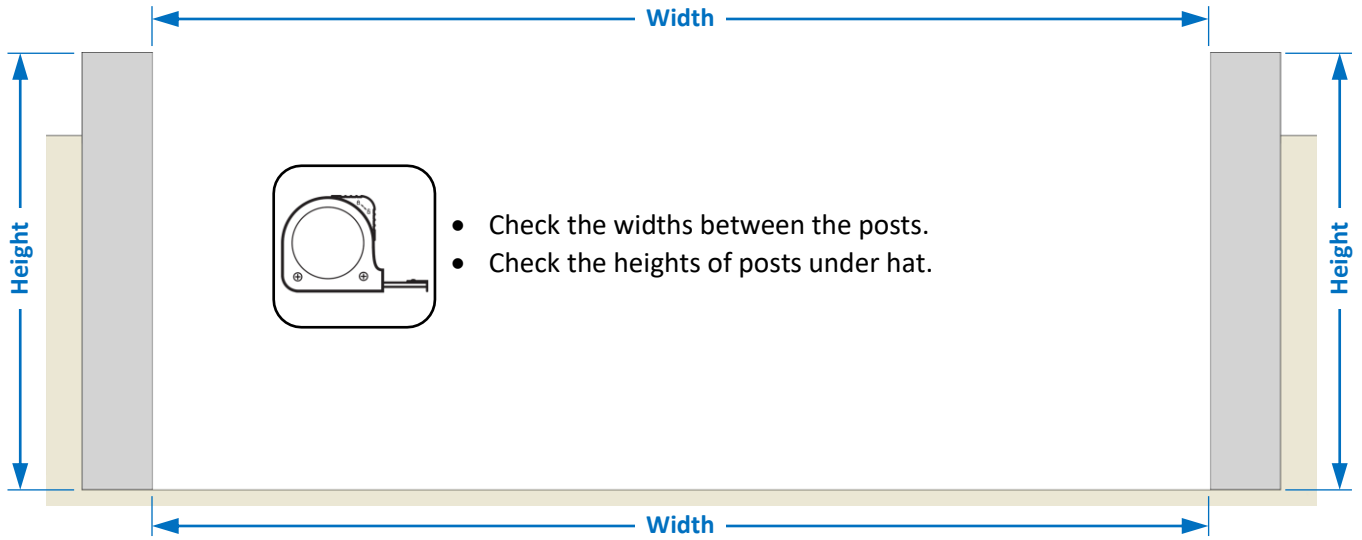 Width
Height
• Check the widths between the posts.
• Check the heights of posts under hat.
Height
Width